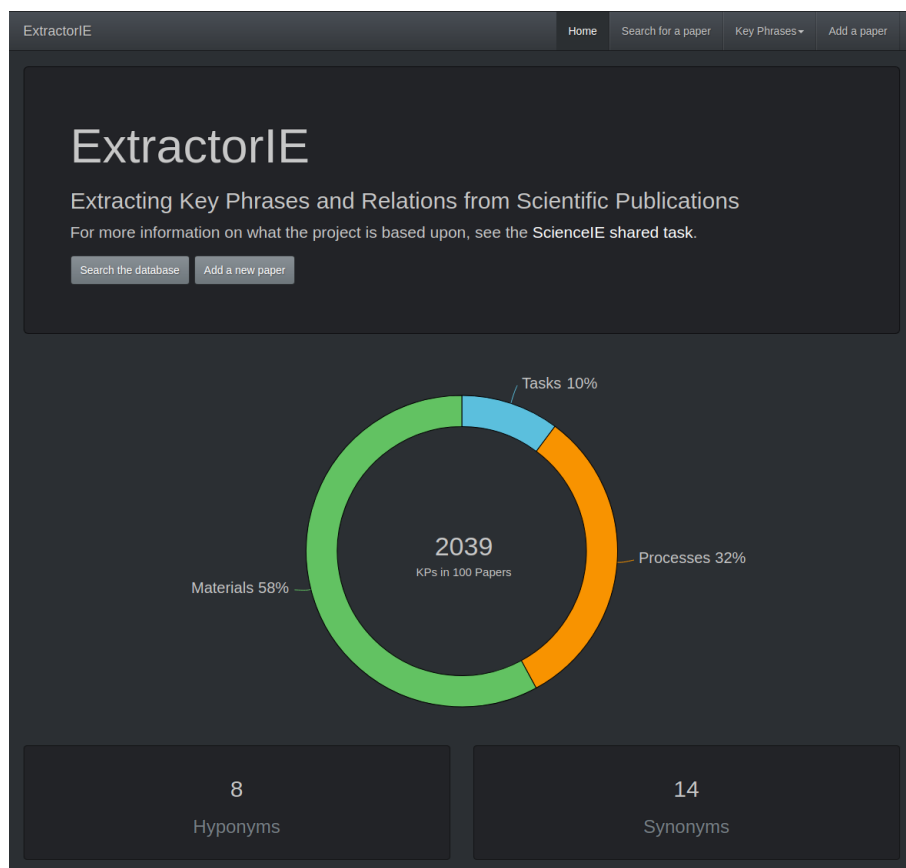 ExtractorIE
Home
Search for a paper
Key Phrases
Add a paper
ExtractorIE
Extracting Key Phrases and Relations from Scientific Publications
For more information on what the project is based upon, see the ScienceIE shared task.
Search the database
Add a new paper
Tasks 10%
2039
KPs in 100 Papers
Processes 32%
Materials 58%
8
Hyponyms
14
Synonyms